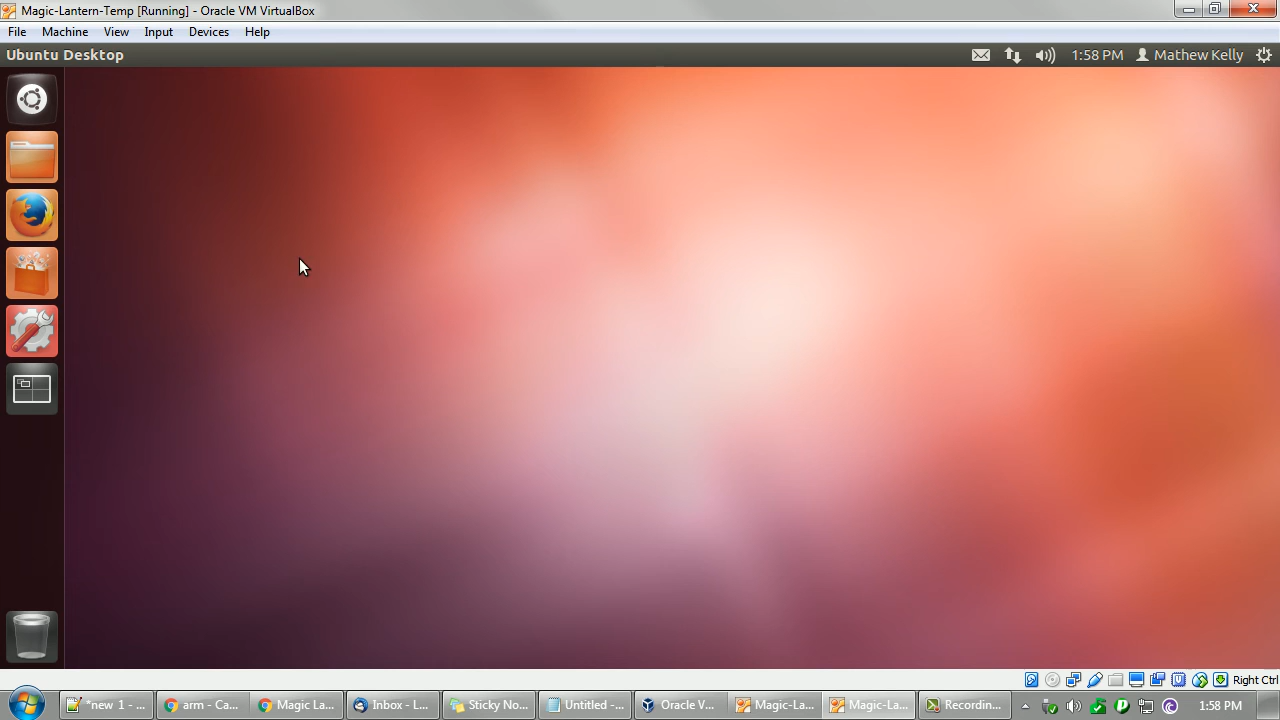 Magic-Lantern-Temp [Running] - Oracle VM VirtualBox
File Machine View Input Devices Help
Ubuntu Desktop 1:58 PM Mathew Kelly
Right Ctrl
*new 1 - ... arm - Ca... Magic La... Inbox - L... Sticky No... Untitled -... Oracle V... Magic-La... Magic-La... Recordin... 1:58 PM